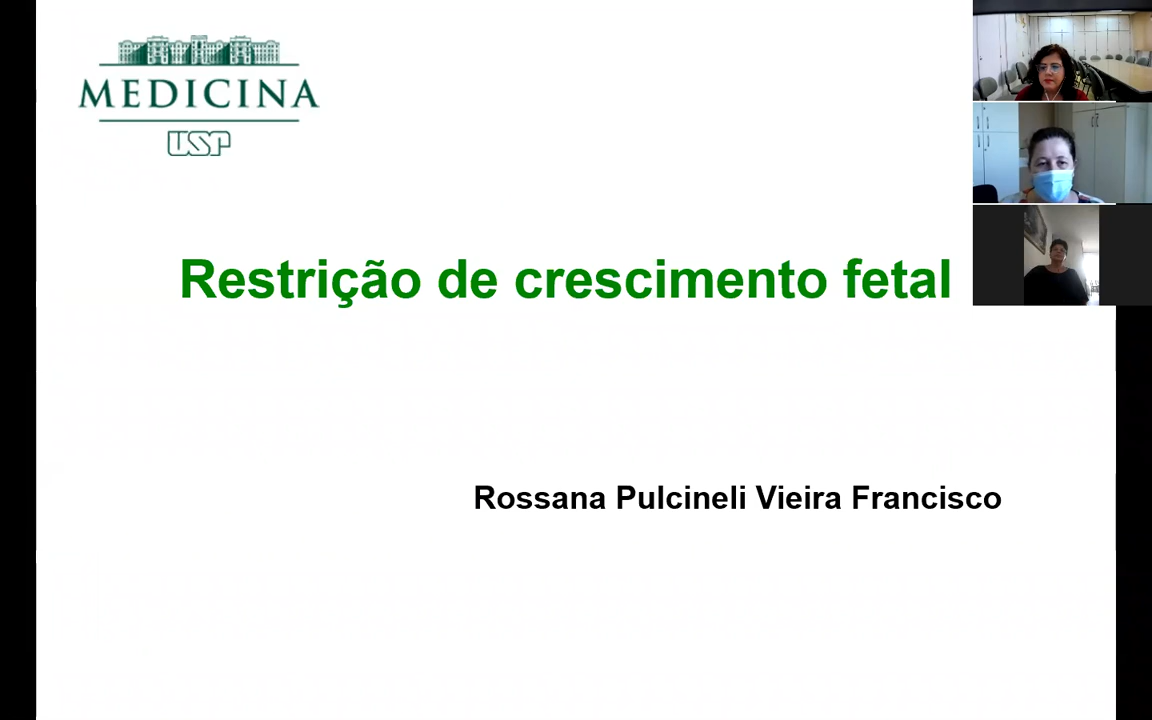 MEDICINA
USP
Restrição de crescimento fetal
Rossana Pulcineli Vieira Francisco